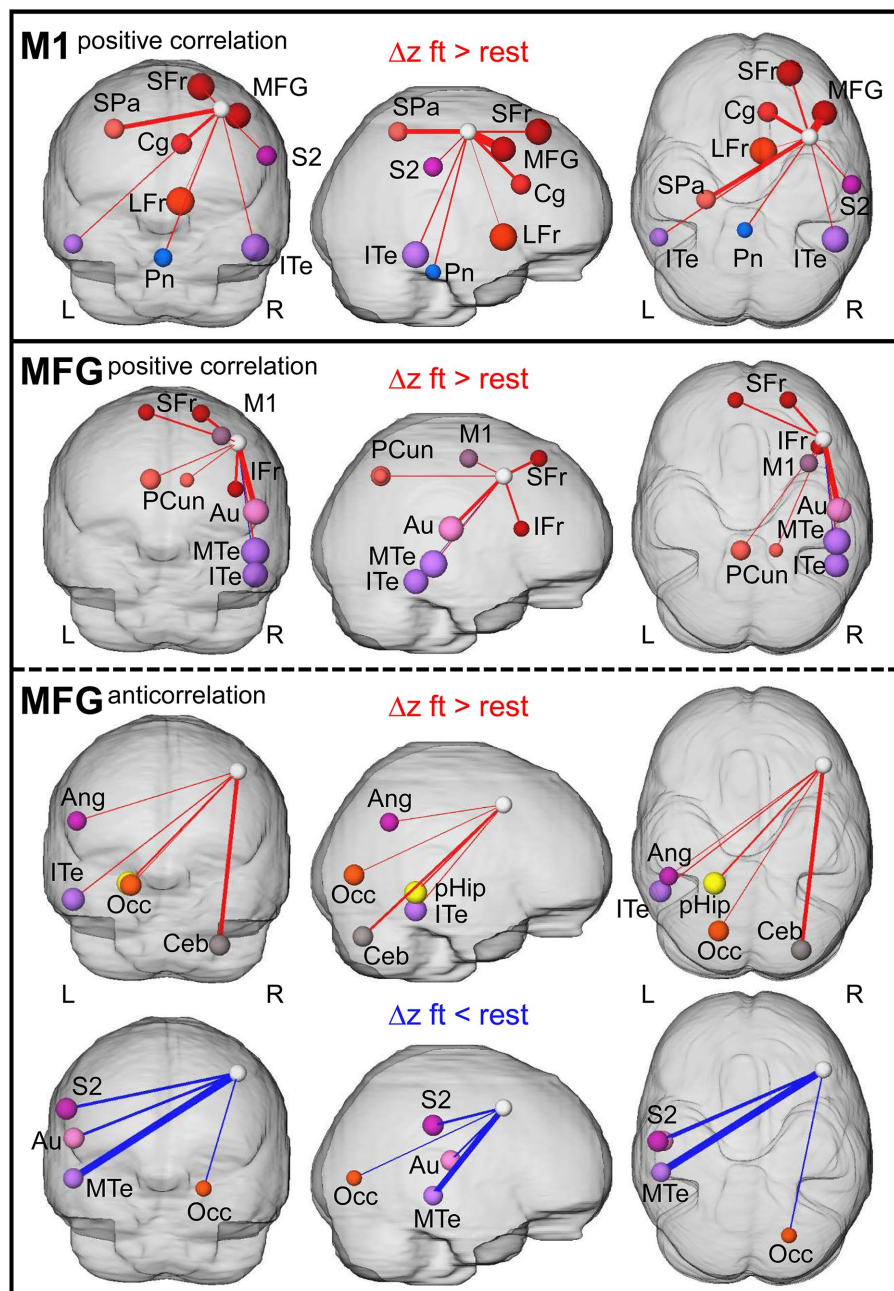 M1 positive correlation
Δz ft > rest
SFr
MFG
SPa
Cg
S2
LFr
ITe
Pn
L
R
SPa
SFr
S2
MFG
Cg
LFr
ITe
Pn
SFr
Cg
MFG
LFr
SPa
S2
ITe
Pn
ITe
L
R
MFG positive correlation
Δz ft > rest
SFr
M1
IFr
PCun
Au
MTe
ITe
L
R
M1
PCun
SFr
Au
IFr
MTe
ITe
SFr
IFr
M1
Au
MTe
PCun
ITe
L
R
MFG anticorrelation
Δz ft > rest
Ang
ITe
Occ
Ceb
L
R
Ang
Occ
pHip
ITe
Ceb
Ang
ITe
pHip
Occ
Ceb
L
R
Δz ft < rest
S2
Au
MTe
Occ
S2
Au
Occ
MTe
S2
MTe
Occ